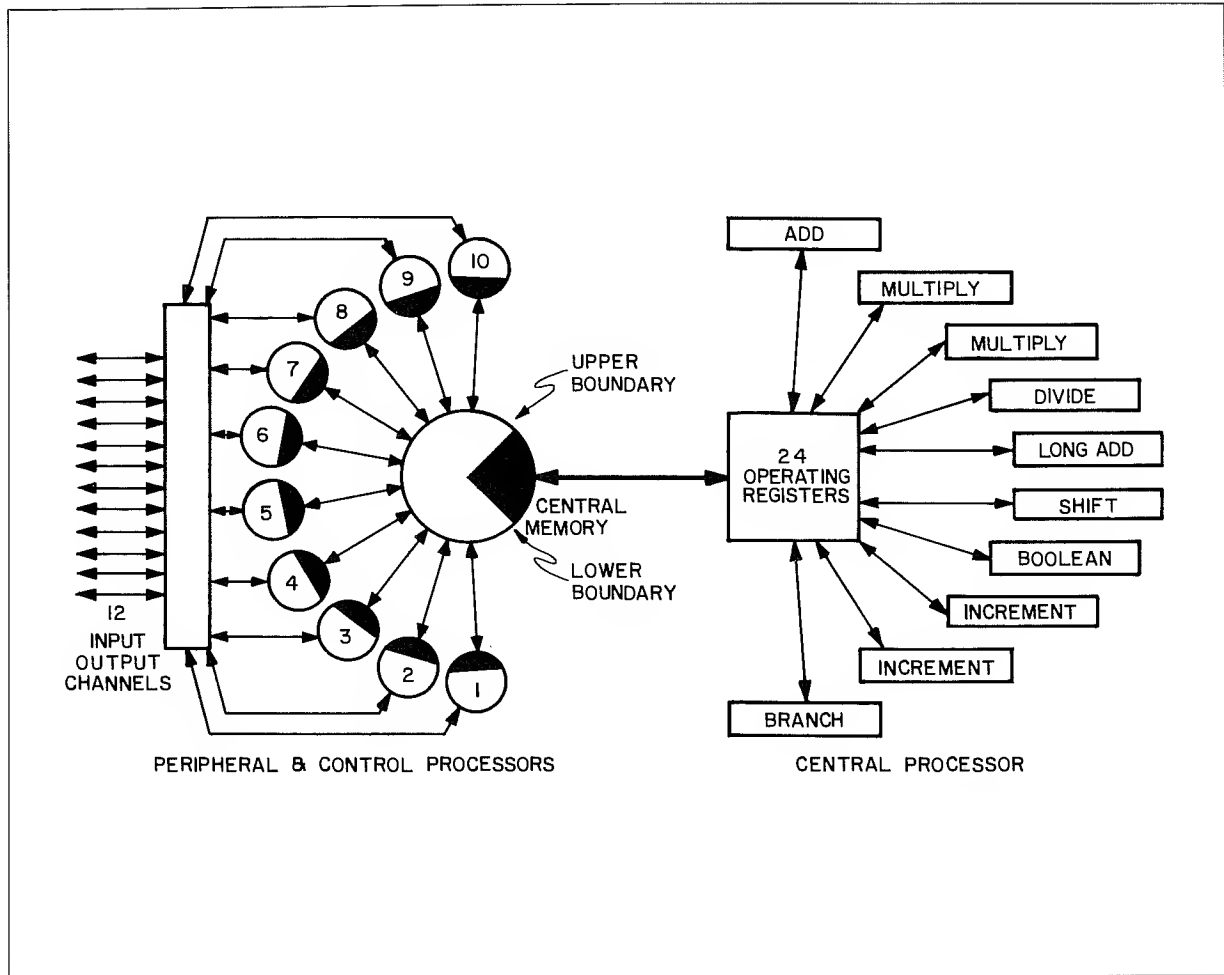 10
9
8
7
6
5
4
3
2
1
12
INPUT
OUTPUT
CHANNELS
UPPER
BOUNDARY
CENTRAL
MEMORY
LOWER
BOUNDARY
PERIPHERAL & CONTROL PROCESSORS
ADD
MULTIPLY
MULTIPLY
DIVIDE
LONG ADD
SHIFT
BOOLEAN
INCREMENT
INCREMENT
BRANCH
24
OPERATING
REGISTERS
CENTRAL PROCESSOR